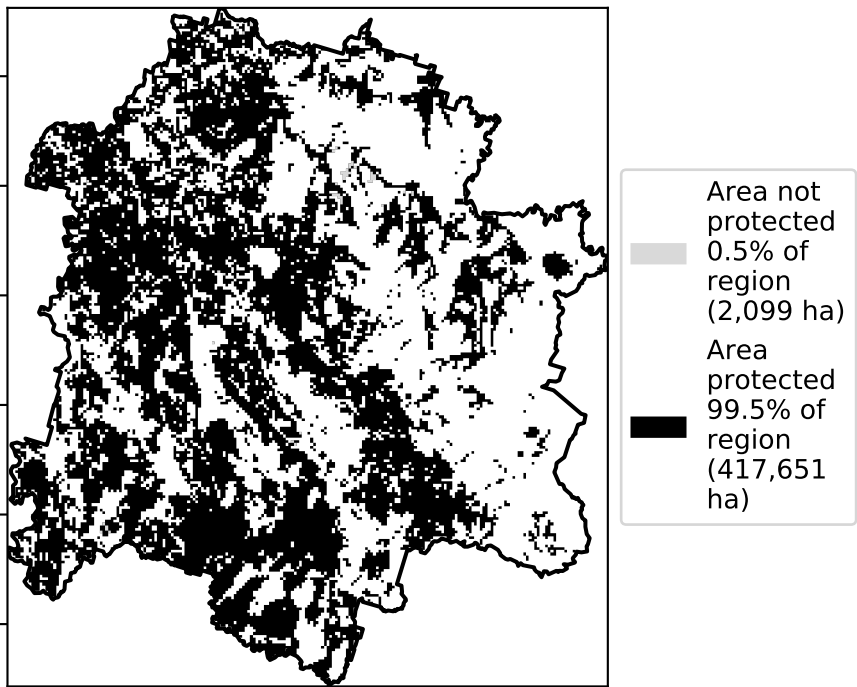 Area not
protected
0.5% of
region
(2,099 ha)
Area
protected
99.5% of
region
(417,651
ha)